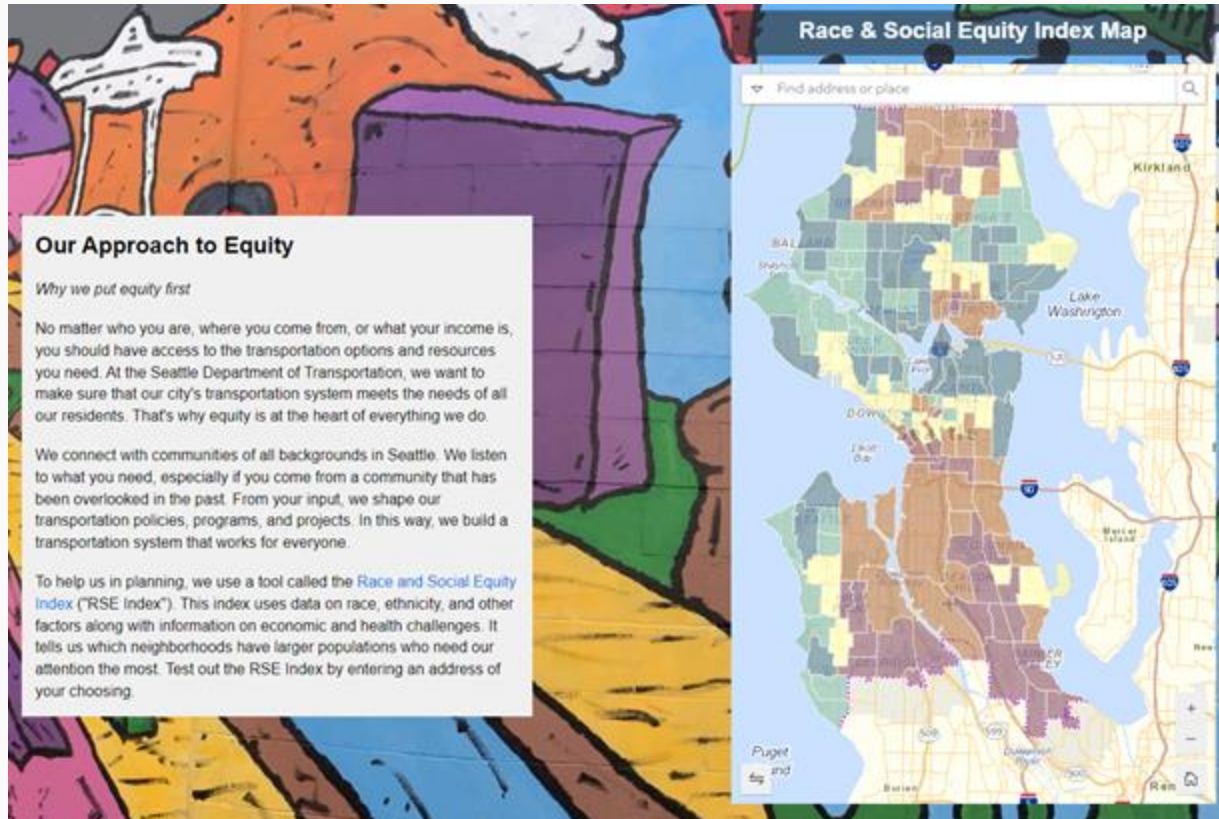 Race & Social Equity Index Map
Find address or place
Our Approach to Equity
Why we put equity first
No matter who you are, where you come from, or what your income is,
you should have access to the transportation options and resources
you need. At the Seattle Department of Transportation, we want to
make sure that our city's transportation system meets the needs of all
our residents. That's why equity is at the heart of everything we do.
We connect with communities of all backgrounds in Seattle. We listen
to what you need, especially if you come from a community that has
been overlooked in the past. From your input, we shape our
transportation policies, programs, and projects. In this way, we build a
transportation system that works for everyone.
To help us in planning, we use a tool called the Race and Social Equity
Index ("RSE Index"). This index uses data on race, ethnicity, and other
factors along with information on economic and health challenges. It
tells us which neighborhoods have larger populations who need our
attention the most. Test out the RSE Index by entering an address of
your choosing.
Kirkland
BALLARD
Lake
Washington
90
Mercer
Island
509
599
Duwamish
River
Puget
Burien
Ren